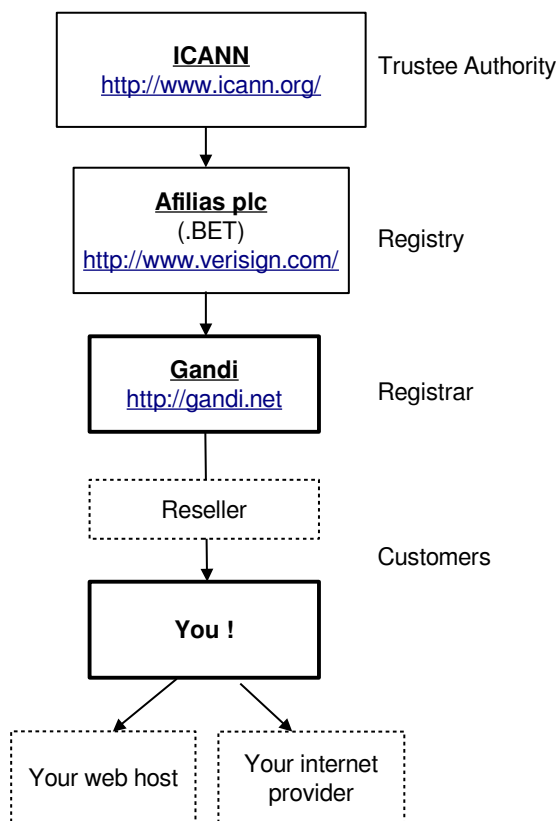 ICANN
http://www.icann.org/
Trustee Authority
Afilias plc
(.BET)
http://www.verisign.com/
Registry
Gandi
http://gandi.net
Registrar
Reseller
Customers
You !
Your web host
Your internet
provider